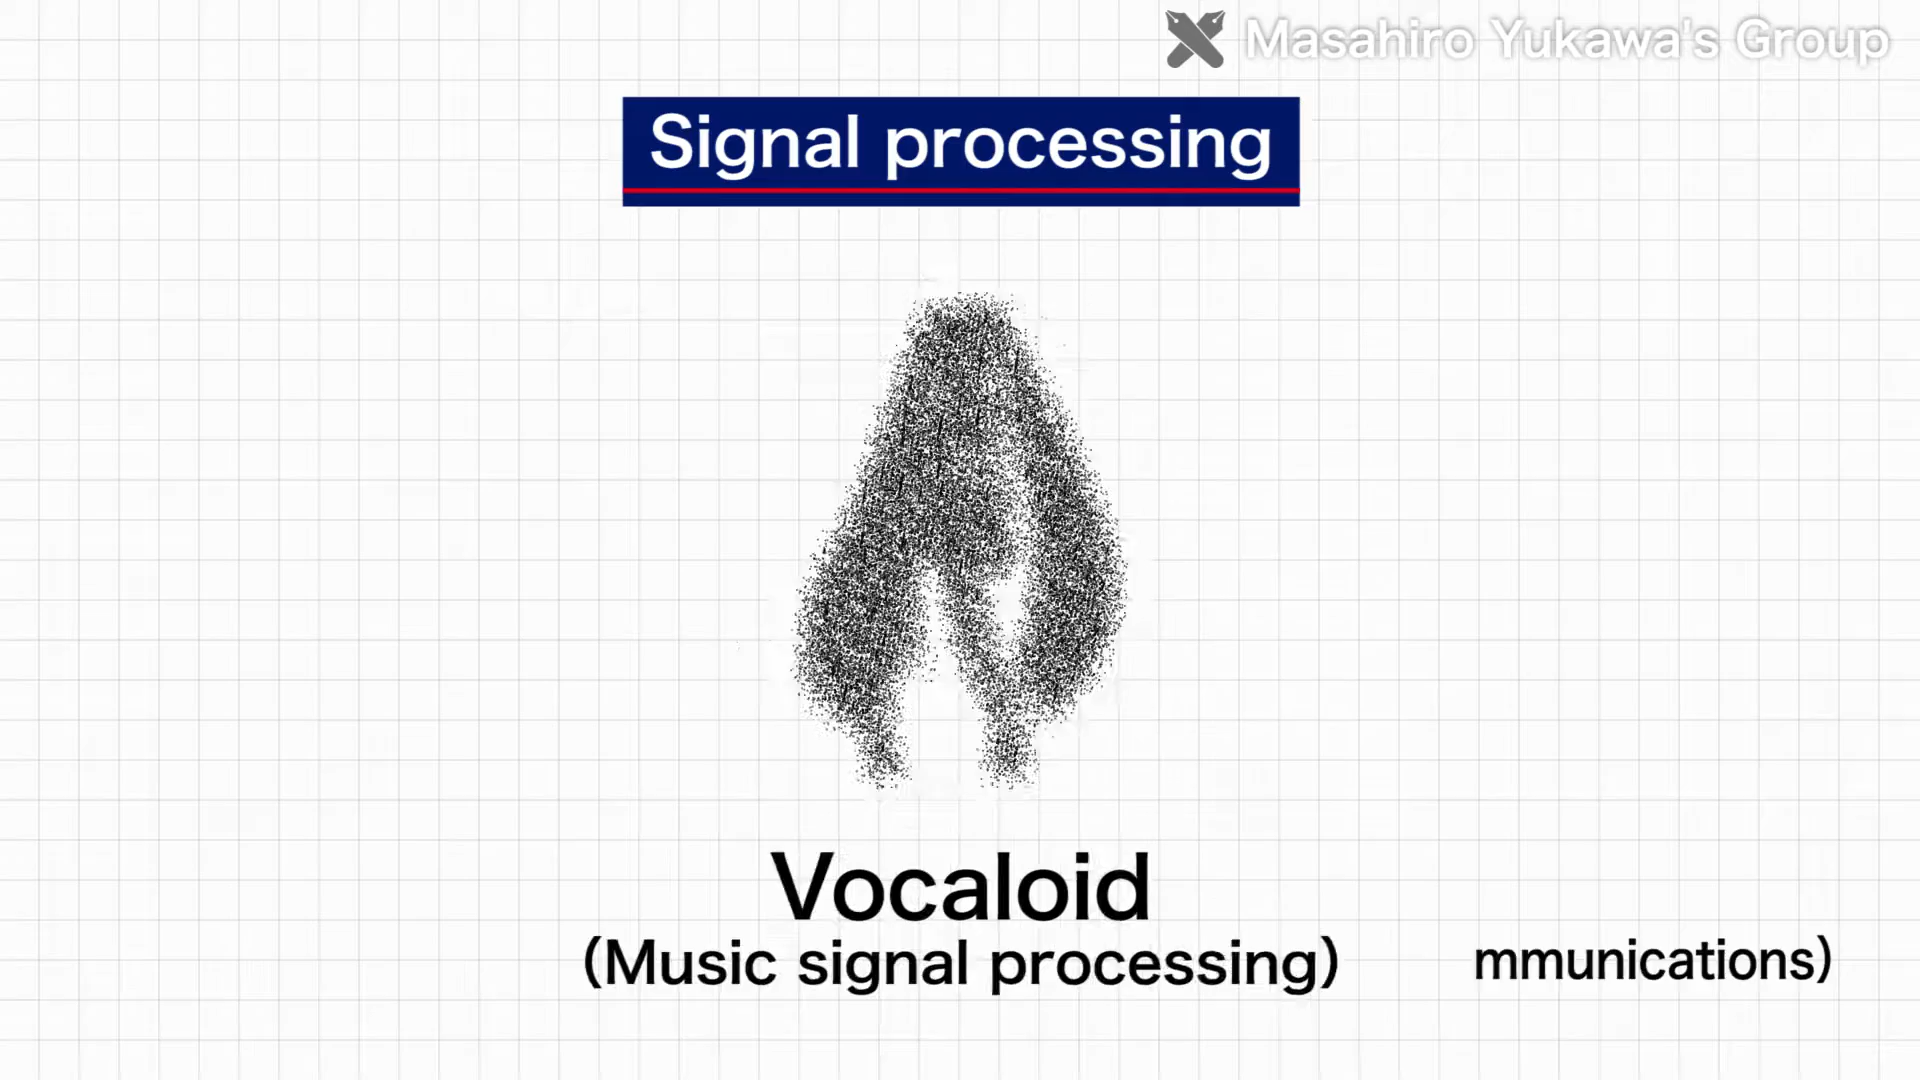 Masahiro Yukawa's Group
Signal processing
Vocaloid
(Music signal processing)
mmunications)